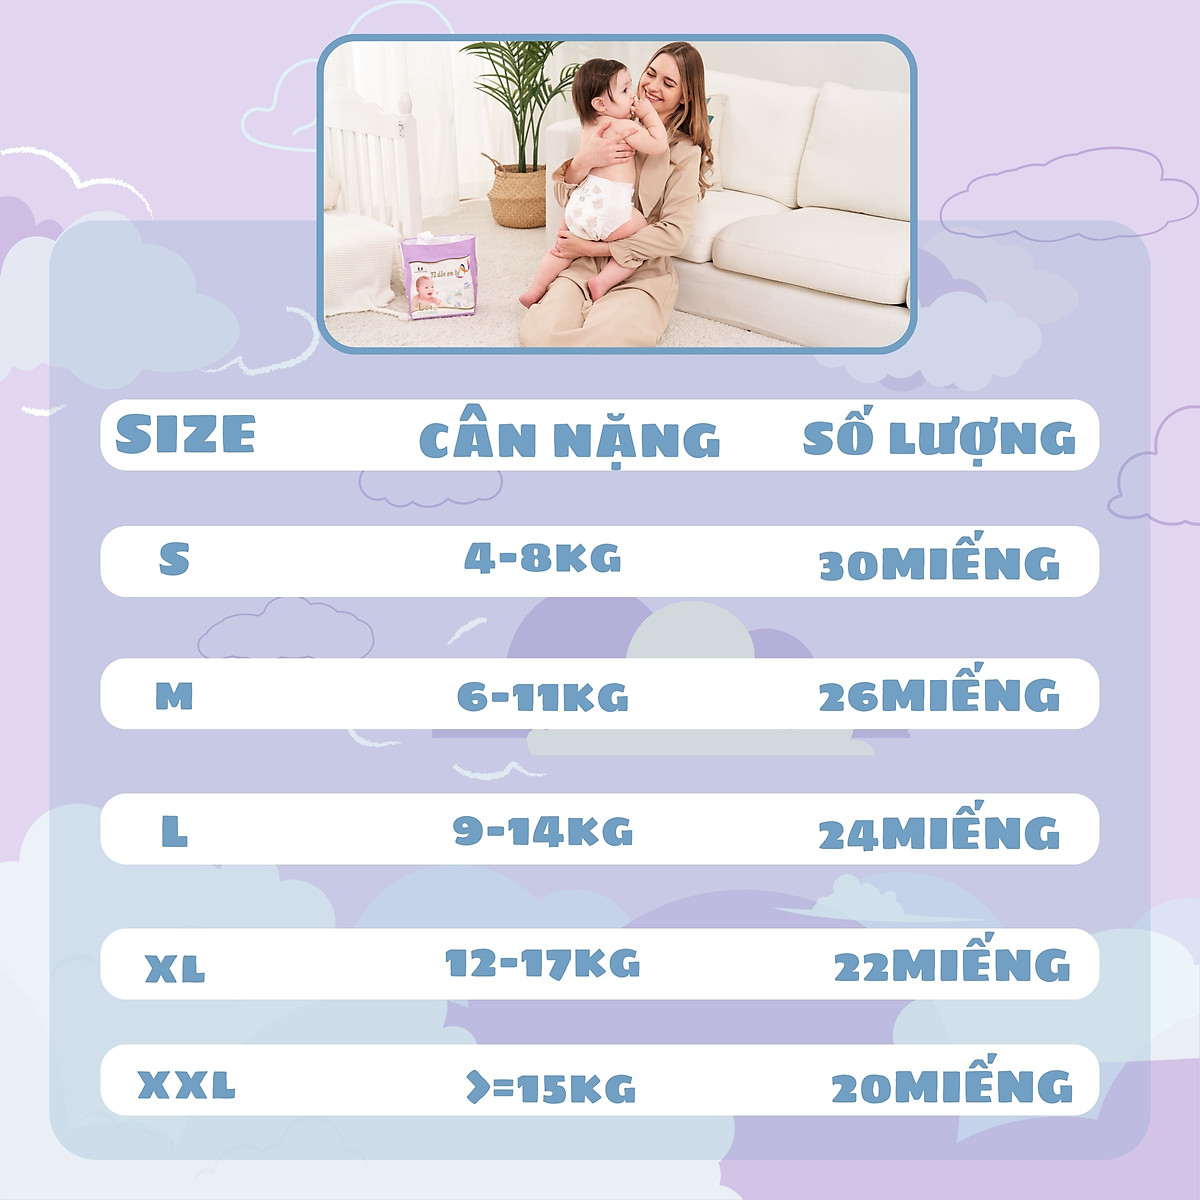 SIZE CÂN NẶNG SỐ LƯỢNG
S 4-8KG 30MIẾNG
M 6-11KG 26MIẾNG
L 9-14KG 24MIẾNG
XL 12-17KG 22MIẾNG
XXL >=15KG 20MIẾNG